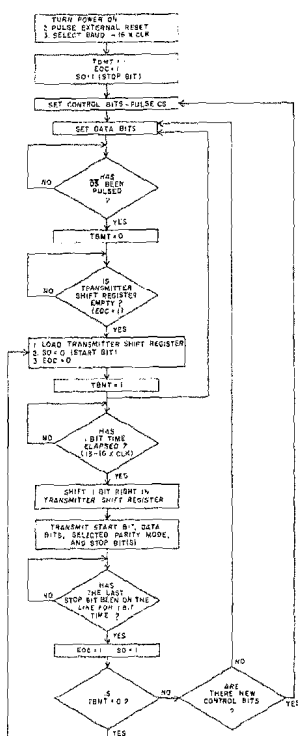 TURN POWER ON
2 PULSE EXTERNAL RESET
3. SELECT BAUD - 16 X CLK
TBMT =
EOC = 1
SO = 1 (STOP BIT)
SET CONTROL BITS - PULSE CS
SET DATA BITS
HAS
DS BEEN
PULSED
?
NO
YES
TBMT = 0
IS
TRANSMITTER
SHIFT REGISTER
EMPTY ?
(EOC = 1)
NO
YES
1. LOAD TRANSMITTER SHIFT REGISTER
2. SO = 0 (START BIT)
3 EOC = 0
TBMT = 1
HAS
1 BIT TIME
ELAPSED ?
(15-16 X CLK)
NO
YES
SHIFT 1 BIT RIGHT IN
TRANSMITTER SHIFT REGISTER
TRANSMIT START BIT, DATA
BITS, SELECTED PARITY MODE,
AND STOP BIT(S)
HAS
THE LAST
STOP BIT BEEN ON THE
LINE FOR 1 BIT
TIME
?
NO
YES
EOC = 1 SO = 1
IS
TBMT = 0 ?
NO
YES
ARE
THERE NEW
CONTROL BITS
?
NO
YES